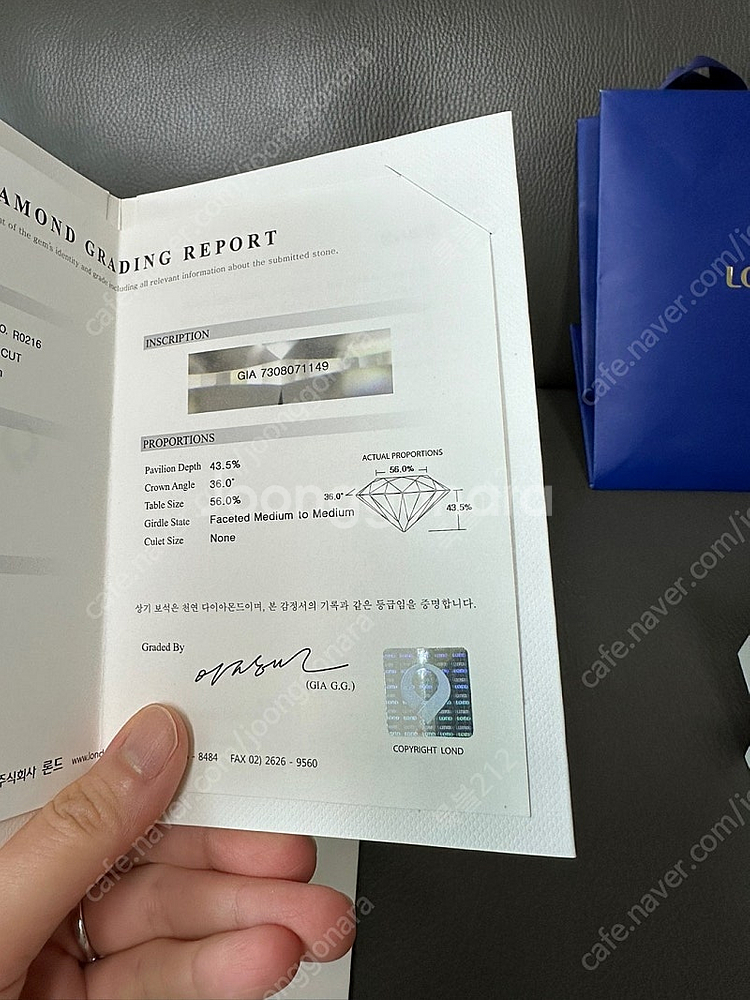 AMOND GRADING REPORT
nt of the gem's identity and grade including all relevant information about the submitted stone.
O. R0216
CUT
INSCRIPTION
GIA 7308071149
PROPORTIONS
Pavilion Depth 43.5%
Crown Angle 36.0°
Table Size 56.0%
Girdle State Faceted Medium to Medium
Culet Size None
ACTUAL PROPORTIONS
56.0%
36.0°
43.5%
상기 보석은 천연 다이아몬드이며, 본 감정서의 기록과 같은 등급임을 증명합니다.
Graded By
(GIA G.G.)
COPYRIGHT LOND
주식회사 론드 www.lond
- 8484 FAX 02) 2626 - 9560
LO
joonggonara
cafe.naver.com/joonggonara